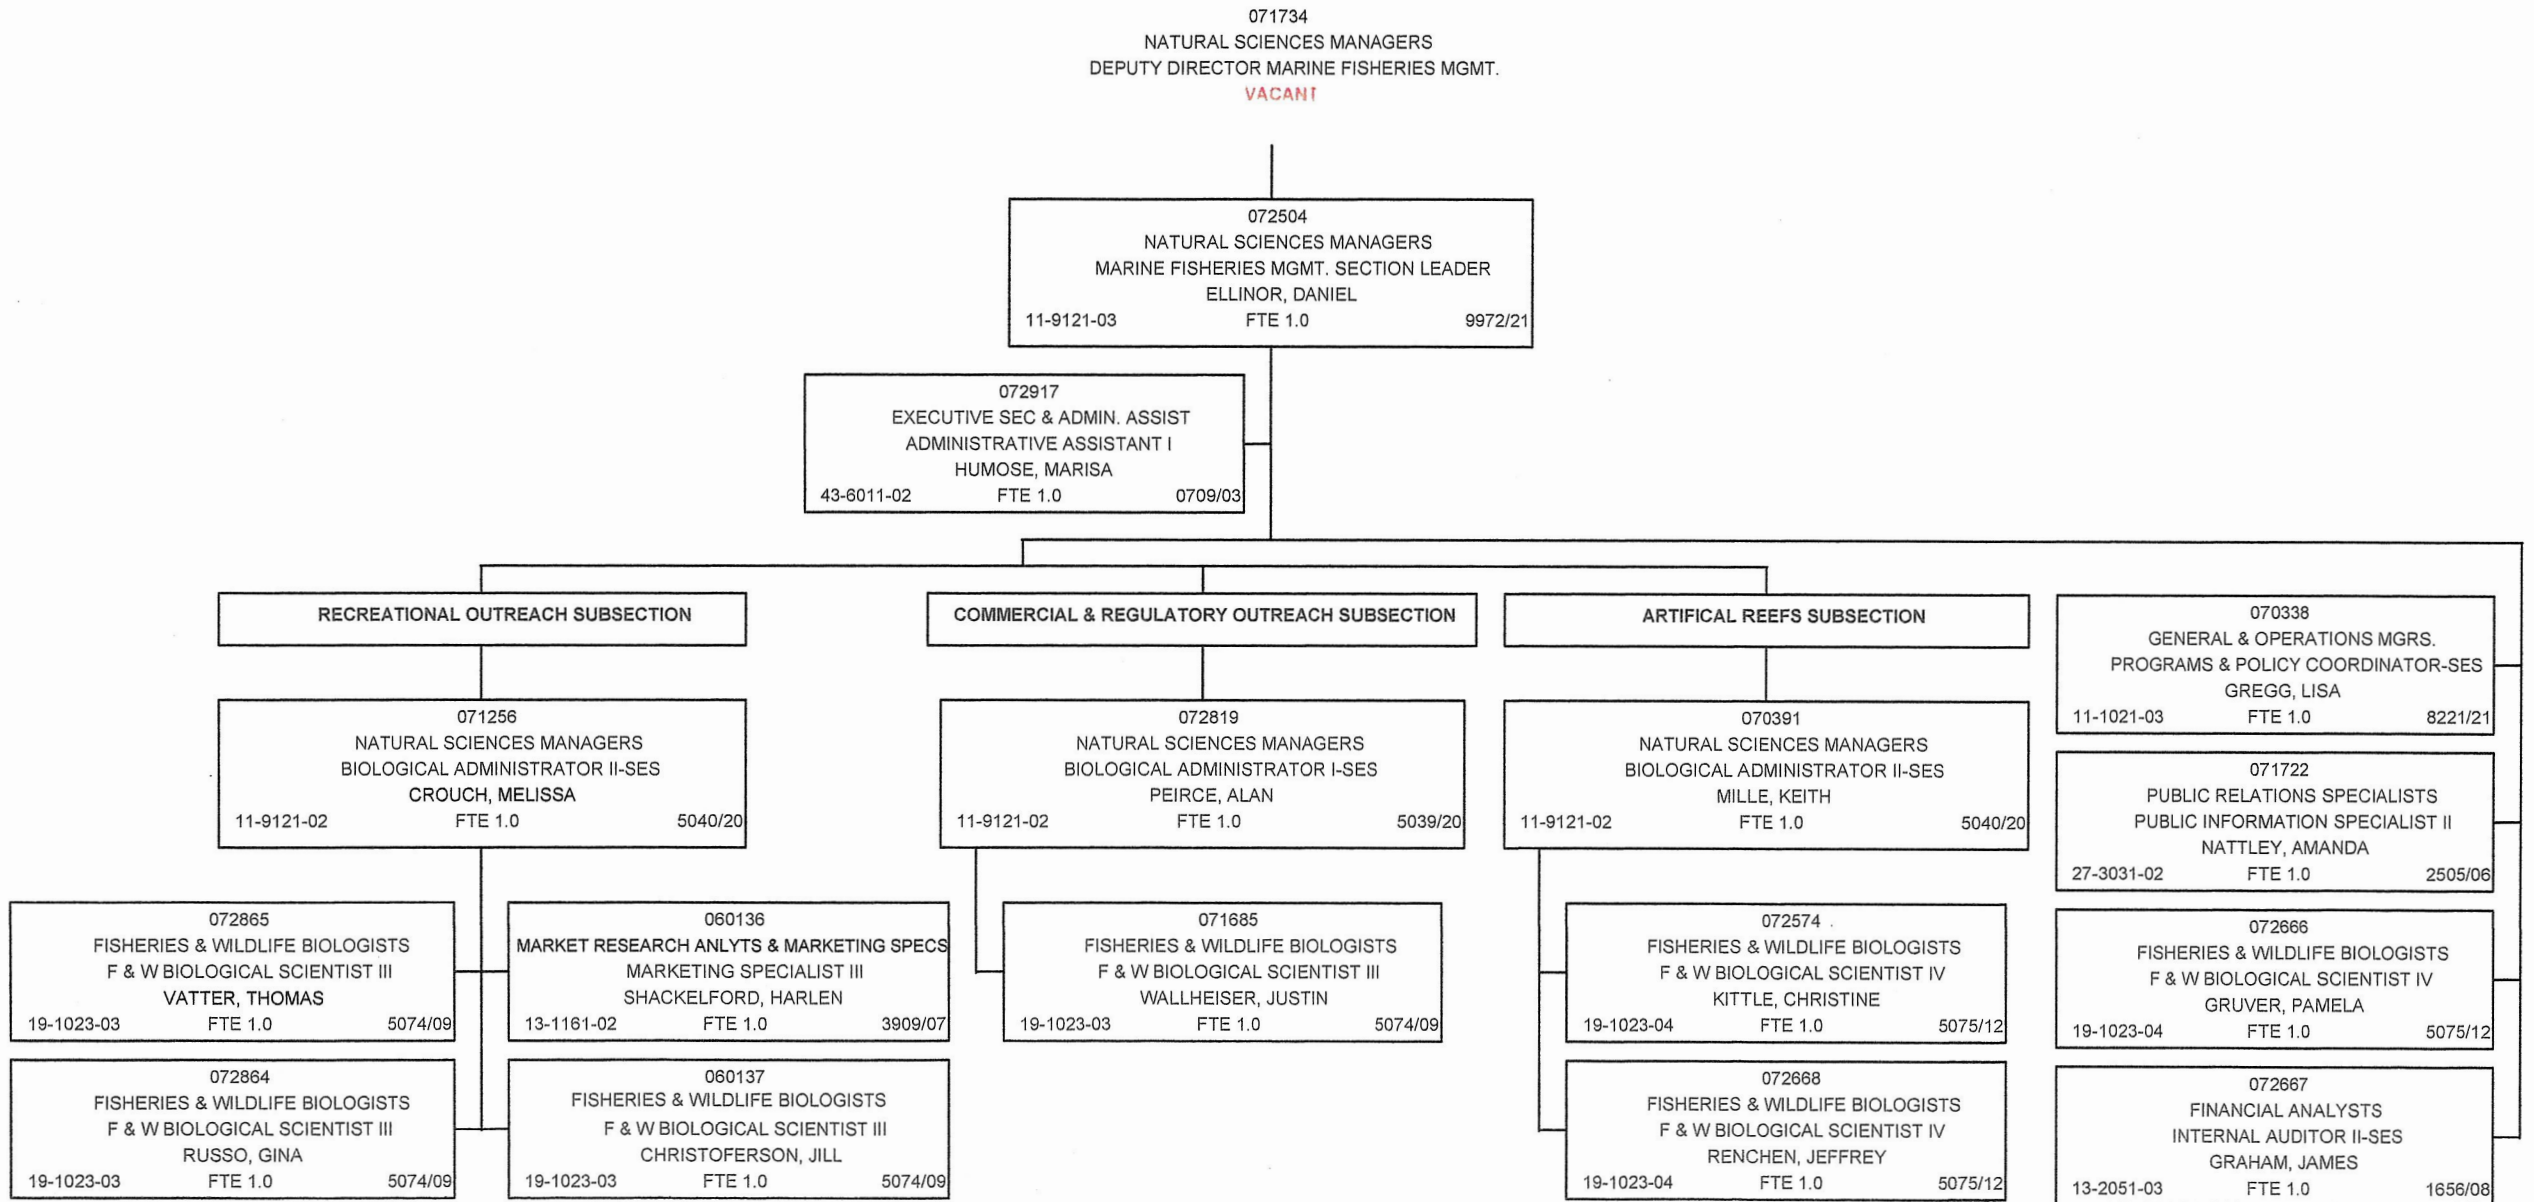 071734
NATURAL SCIENCES MANAGERS
DEPUTY DIRECTOR MARINE FISHERIES MGMT.
VACANT
072504
NATURAL SCIENCES MANAGERS
MARINE FISHERIES MGMT. SECTION LEADER
ELLINOR, DANIEL
11-9121-03 FTE 1.0 9972/21
072917
EXECUTIVE SEC & ADMIN. ASSIST
ADMINISTRATIVE ASSISTANT I
HUMOSE, MARISA
43-6011-02 FTE 1.0 0709/03
RECREATIONAL OUTREACH SUBSECTION
071256
NATURAL SCIENCES MANAGERS
BIOLOGICAL ADMINISTRATOR II-SES
CROUCH, MELISSA
11-9121-02 FTE 1.0 5040/20
072865
FISHERIES & WILDLIFE BIOLOGISTS
F & W BIOLOGICAL SCIENTIST III
VATTER, THOMAS
19-1023-03 FTE 1.0 5074/09
060136
MARKET RESEARCH ANLYTS & MARKETING SPECS
MARKETING SPECIALIST III
SHACKELFORD, HARLEN
13-1161-02 FTE 1.0 3909/07
072864
FISHERIES & WILDLIFE BIOLOGISTS
F & W BIOLOGICAL SCIENTIST III
RUSSO, GINA
19-1023-03 FTE 1.0 5074/09
060137
FISHERIES & WILDLIFE BIOLOGISTS
F & W BIOLOGICAL SCIENTIST III
CHRISTOFERSON, JILL
19-1023-03 FTE 1.0 5074/09
COMMERCIAL & REGULATORY OUTREACH SUBSECTION
072819
NATURAL SCIENCES MANAGERS
BIOLOGICAL ADMINISTRATOR I-SES
PEIRCE, ALAN
11-9121-02 FTE 1.0 5039/20
071685
FISHERIES & WILDLIFE BIOLOGISTS
F & W BIOLOGICAL SCIENTIST III
WALLHEISER, JUSTIN
19-1023-03 FTE 1.0 5074/09
ARTIFICAL REEFS SUBSECTION
070391
NATURAL SCIENCES MANAGERS
BIOLOGICAL ADMINISTRATOR II-SES
MILLE, KEITH
11-9121-02 FTE 1.0 5040/20
072574
FISHERIES & WILDLIFE BIOLOGISTS
F & W BIOLOGICAL SCIENTIST IV
KITTLE, CHRISTINE
19-1023-04 FTE 1.0 5075/12
072668
FISHERIES & WILDLIFE BIOLOGISTS
F & W BIOLOGICAL SCIENTIST IV
RENCHEN, JEFFREY
19-1023-04 FTE 1.0 5075/12
070338
GENERAL & OPERATIONS MGRS.
PROGRAMS & POLICY COORDINATOR-SES
GREGG, LISA
11-1021-03 FTE 1.0 8221/21
071722
PUBLIC RELATIONS SPECIALISTS
PUBLIC INFORMATION SPECIALIST II
NATTLEY, AMANDA
27-3031-02 FTE 1.0 2505/06
072666
FISHERIES & WILDLIFE BIOLOGISTS
F & W BIOLOGICAL SCIENTIST IV
GRUVER, PAMELA
19-1023-04 FTE 1.0 5075/12
072667
FINANCIAL ANALYSTS
INTERNAL AUDITOR II-SES
GRAHAM, JAMES
13-2051-03 FTE 1.0 1656/08